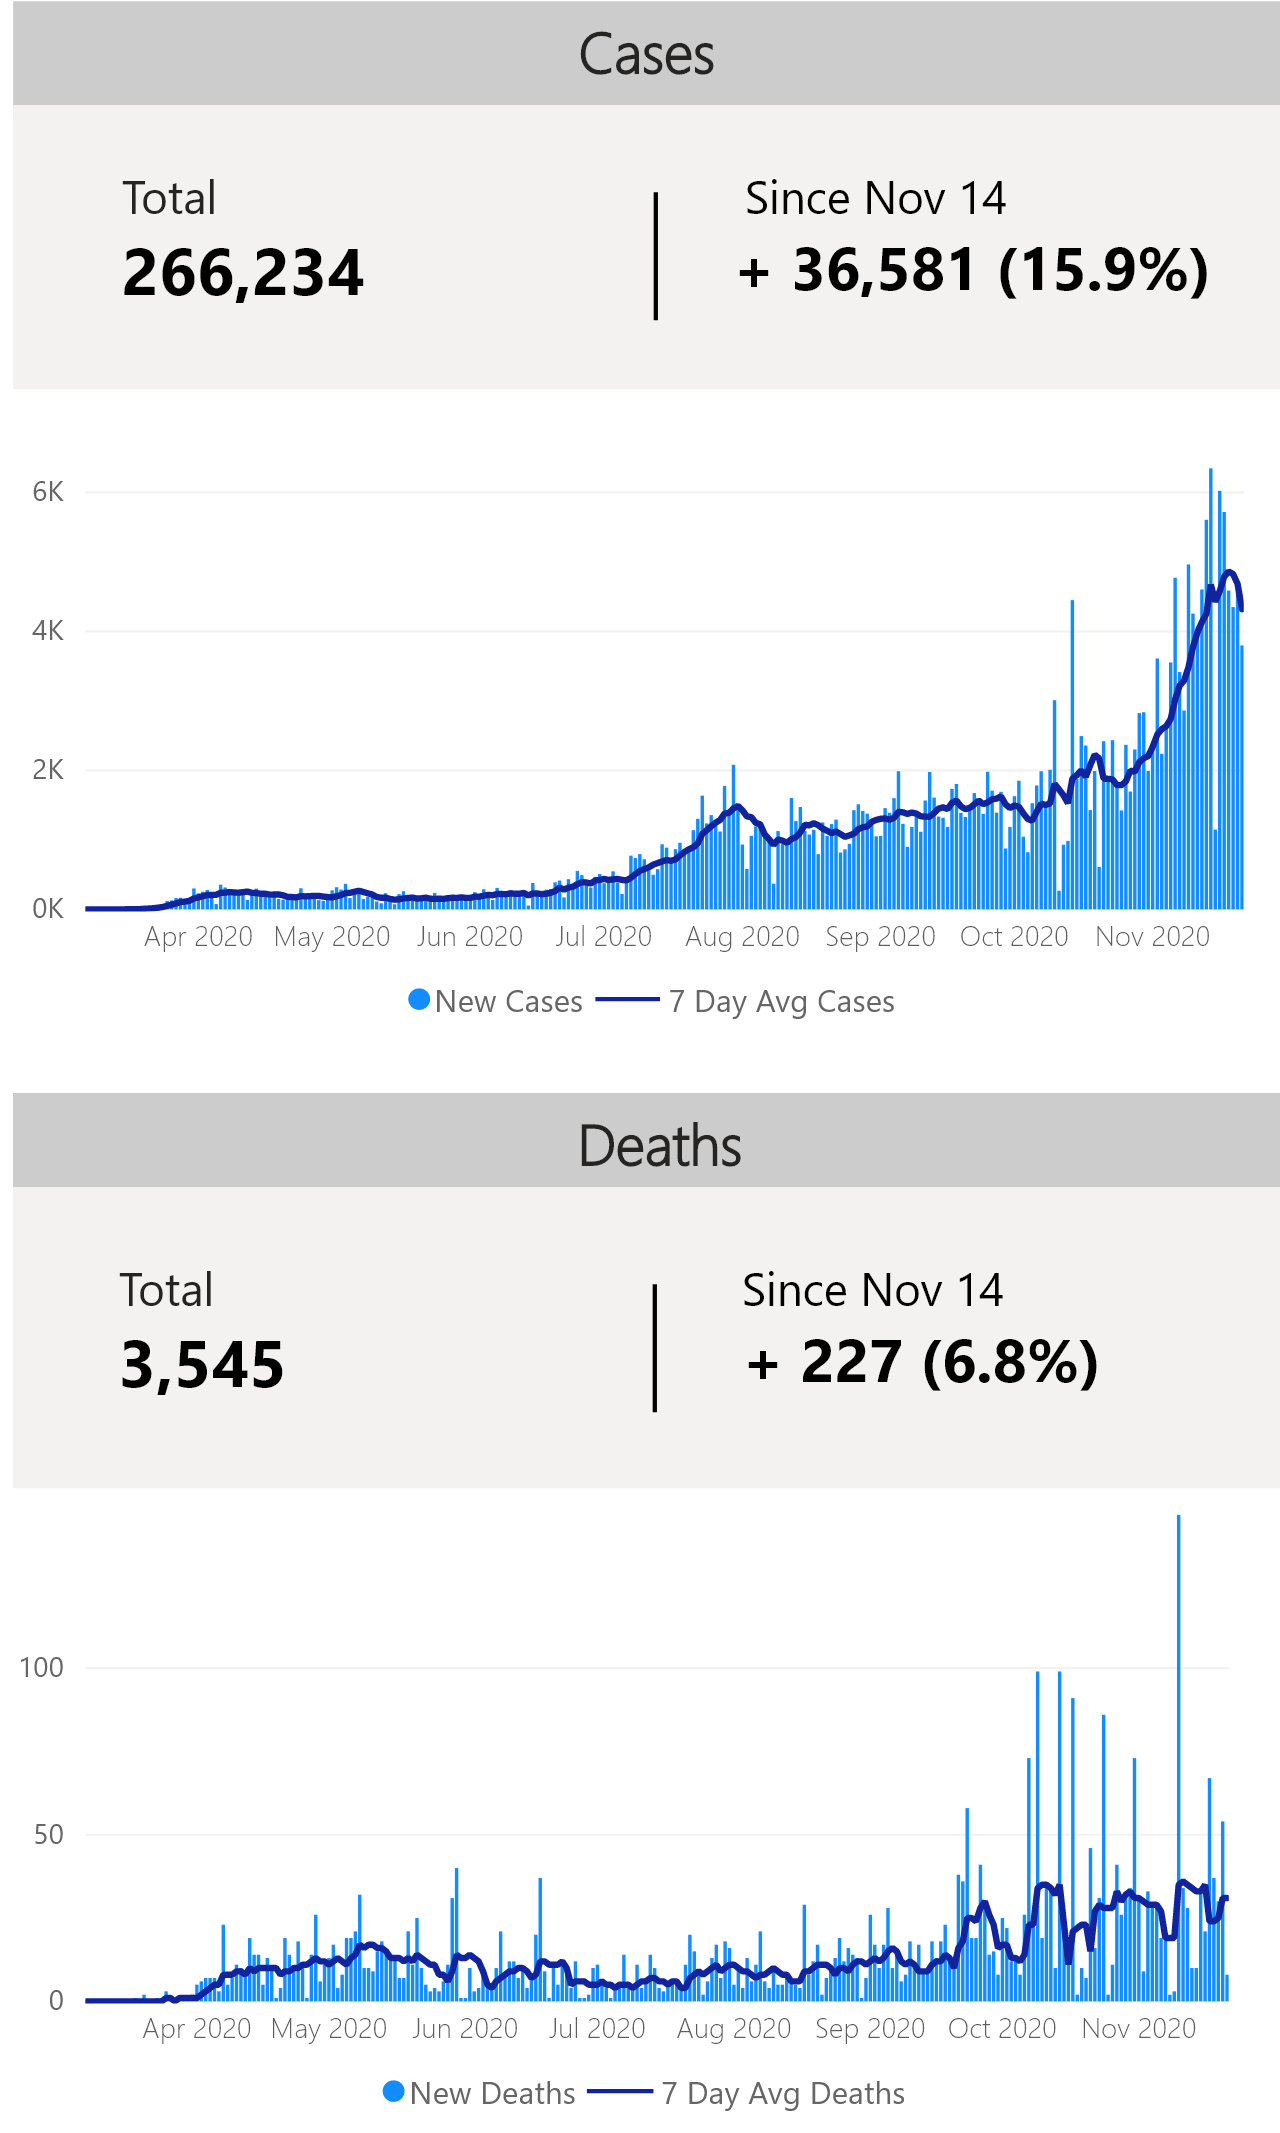 Cases
Total
Since Nov 14
266,234
+ 36,581 (15.9%)
6K
4K
2K
0K
Apr 2020 May 2020 Jun 2020 Jul 2020 Aug 2020 Sep 2020 Oct 2020 Nov 2020
New Cases 7 Day Avg Cases
Deaths
Total
Since Nov 14
3,545
+ 227 (6.8%)
100
50
0
Apr 2020 May 2020 Jun 2020 Jul 2020 Aug 2020 Sep 2020 Oct 2020 Nov 2020
New Deaths 7 Day Avg Deaths